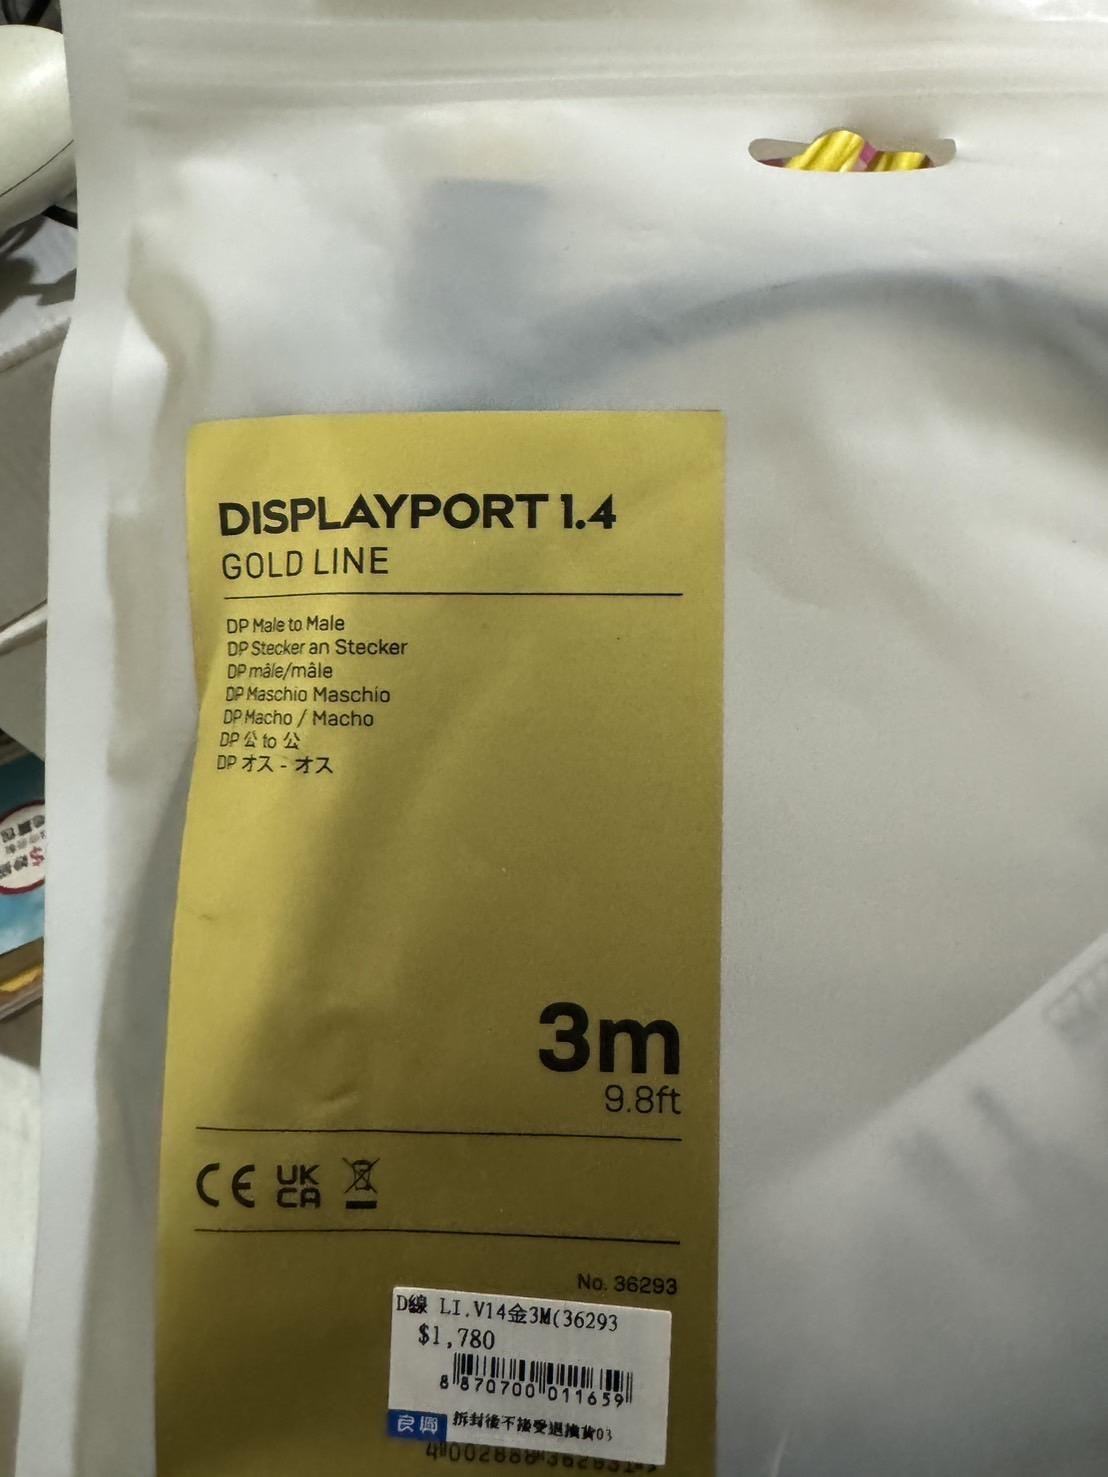 DISPLAYPORT 1.4
GOLD LINE
DP Male to Male
DP Stecker an Stecker
DP mâle/mâle
DP Maschio Maschio
DP Macho / Macho
DP 公 to 公
DP オス - オス
3m
9.8ft
CE UK CA
No. 36293
D線 LI.V14金3M(36293
$1,780
8 870700 011659
良興 拆封後不接受退換貨03